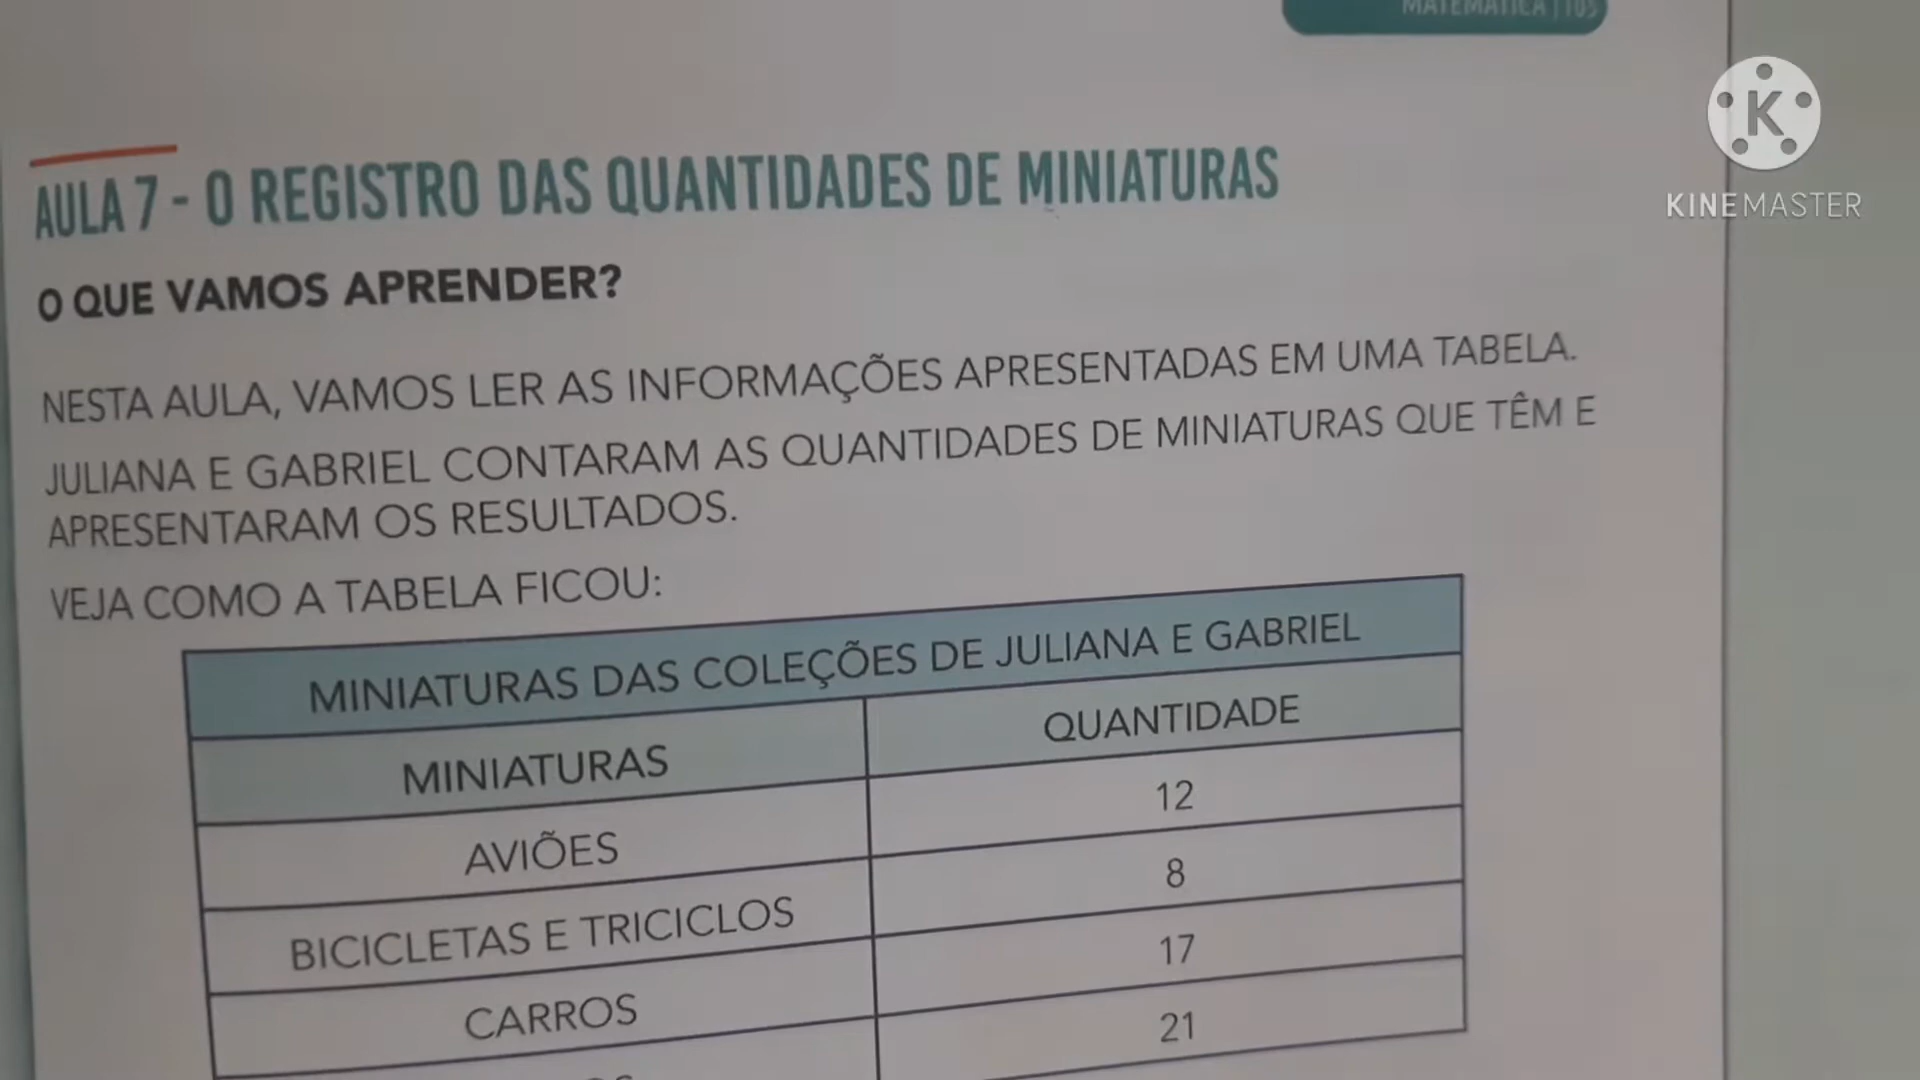 MATEMÁTICA | 105
KINEMASTER
AULA 7 - O REGISTRO DAS QUANTIDADES DE MINIATURAS
O QUE VAMOS APRENDER?
NESTA AULA, VAMOS LER AS INFORMAÇÕES APRESENTADAS EM UMA TABELA.
JULIANA E GABRIEL CONTARAM AS QUANTIDADES DE MINIATURAS QUE TÊM E
APRESENTARAM OS RESULTADOS.
VEJA COMO A TABELA FICOU:
MINIATURAS DAS COLEÇÕES DE JULIANA E GABRIEL
MINIATURAS QUANTIDADE
AVIÕES 12
BICICLETAS E TRICICLOS 8
CARROS 17
21